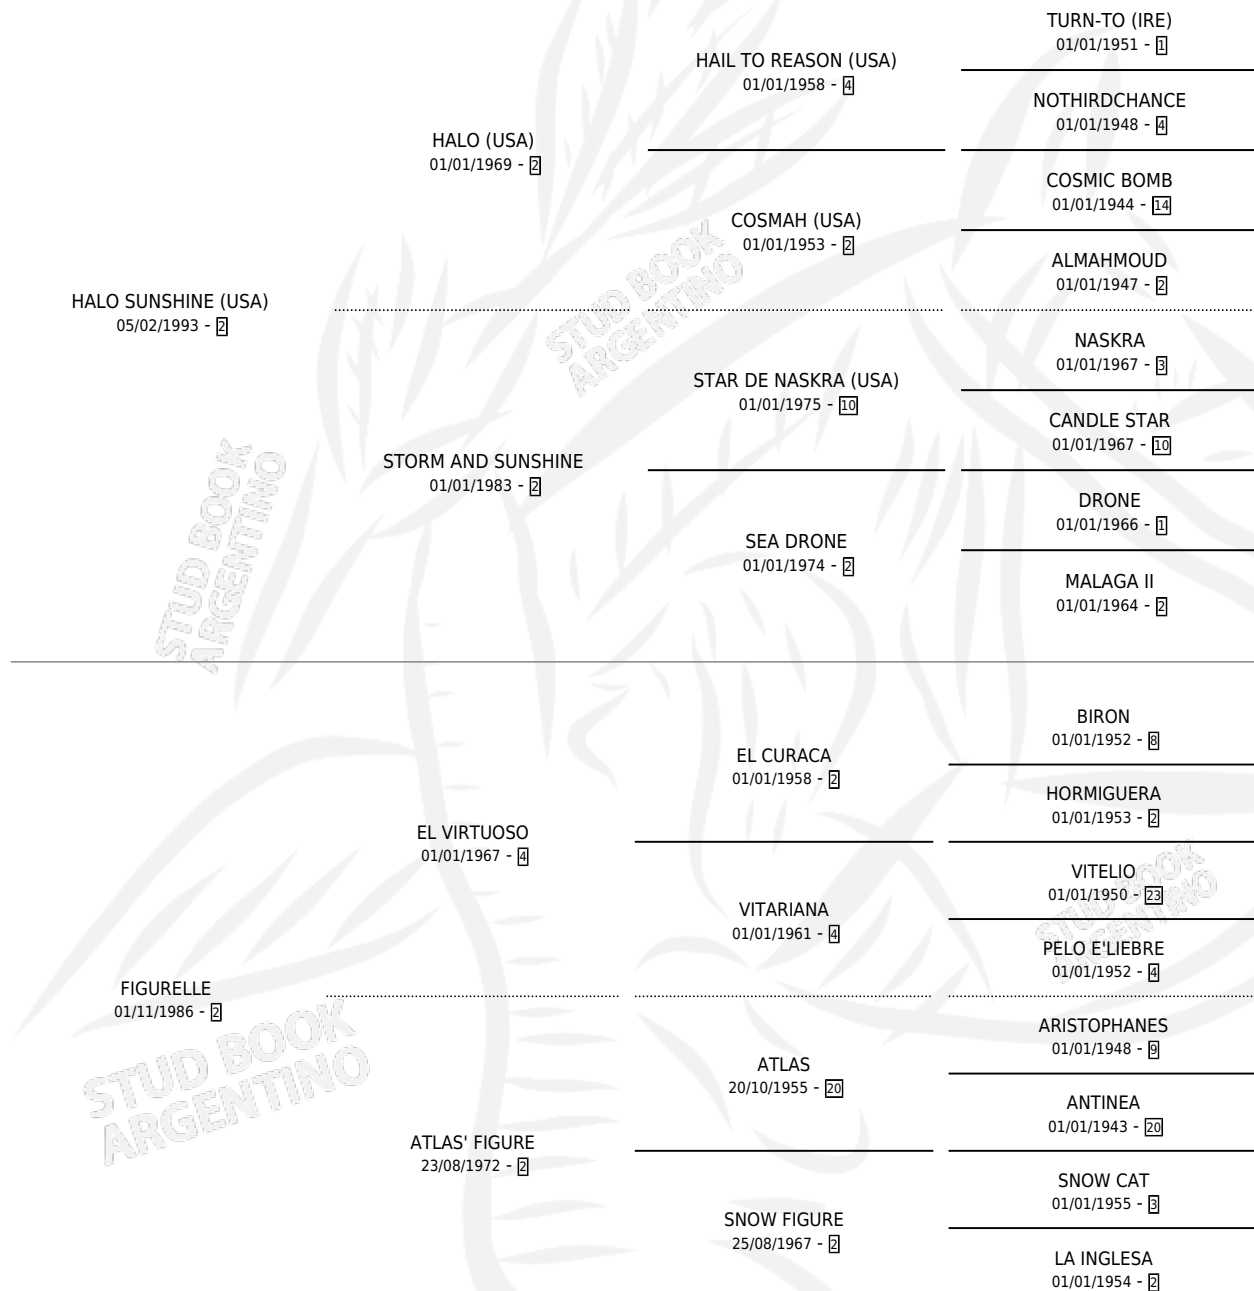 TURN-TO (IRE)
01/01/1951 - 1
HAIL TO REASON (USA)
01/01/1958 - 4
NOTHIRDCHANCE
01/01/1948 - 4
HALO (USA)
01/01/1969 - 2
COSMIC BOMB
01/01/1944 - 14
COSMAH (USA)
01/01/1953 - 2
ALMAHMOUD
01/01/1947 - 2
HALO SUNSHINE (USA)
05/02/1993 - 2
NASKRA
01/01/1967 - 3
STAR DE NASKRA (USA)
01/01/1975 - 10
CANDLE STAR
01/01/1967 - 10
STORM AND SUNSHINE
01/01/1983 - 2
DRONE
01/01/1966 - 1
SEA DRONE
01/01/1974 - 2
MALAGA II
01/01/1964 - 2
BIRON
01/01/1952 - 8
EL CURACA
01/01/1958 - 2
HORMIGUERA
01/01/1953 - 2
EL VIRTUOSO
01/01/1967 - 4
VITELIO
01/01/1950 - 23
VITARIANA
01/01/1961 - 4
PELO E'LIEBRE
01/01/1952 - 4
FIGURELLE
01/11/1986 - 2
ARISTOPHANES
01/01/1948 - 9
ATLAS
20/10/1955 - 20
ANTINEA
01/01/1943 - 20
ATLAS' FIGURE
23/08/1972 - 2
SNOW CAT
01/01/1955 - 3
SNOW FIGURE
25/08/1967 - 2
LA INGLESA
01/01/1954 - 2
STUD BOOK
ARGENTINO
STUD BOOK
ARGENTINO
STUD BOOK
ARGENTINO
STUD BOOK
ARGENTINO